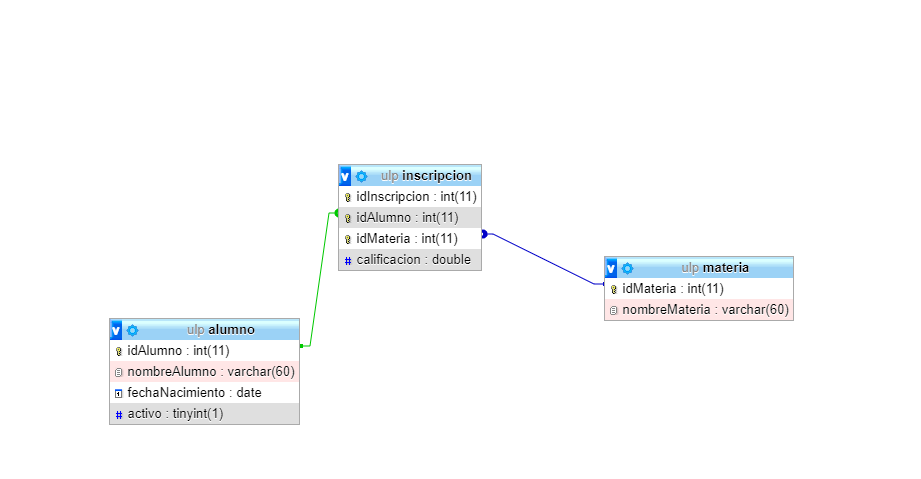 v ulp inscripcion
idInscripcion : int(11)
idAlumno : int(11)
idMateria : int(11)
# calificacion : double
v ulp materia
idMateria : int(11)
nombreMateria : varchar(60)
v ulp alumno
idAlumno : int(11)
nombreAlumno : varchar(60)
fechaNacimiento : date
# activo : tinyint(1)